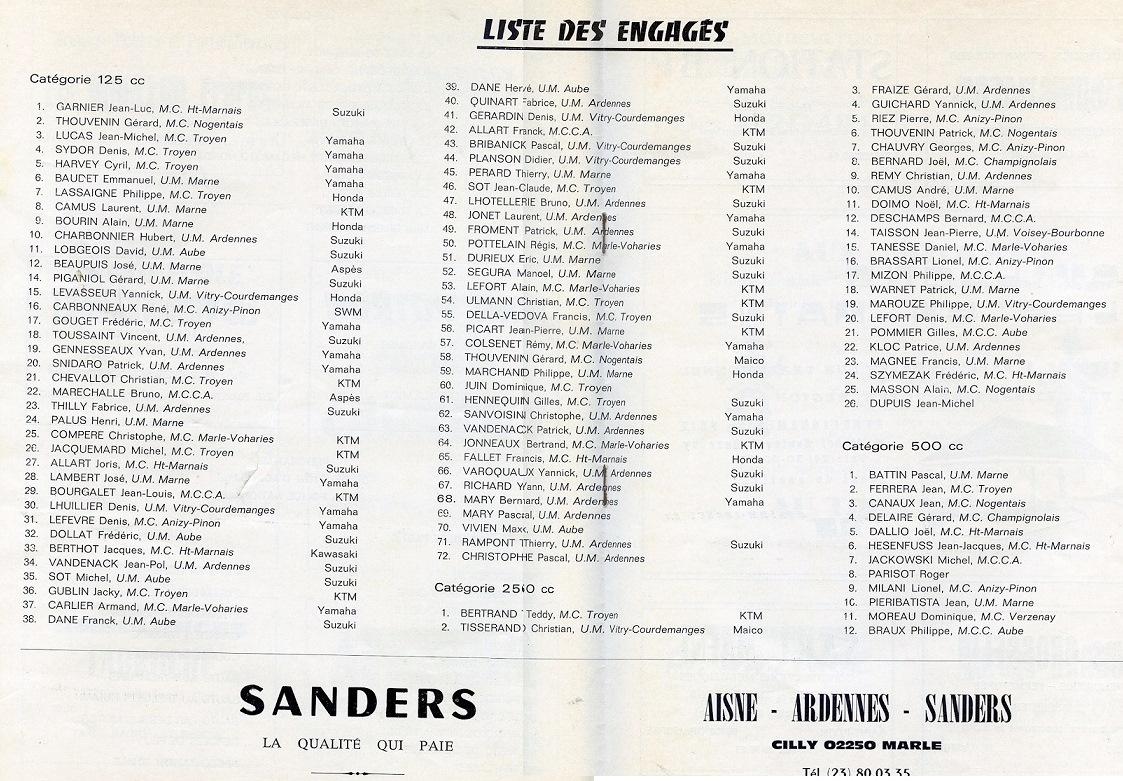 LISTE DES ENGAGÉS
Catégorie 125 cc
1. GARNIER Jean-Luc, M.C. Ht-Marnais Suzuki
2. THOUVENIN Gérard, M.C. Nogentais
3. LUCAS Jean-Michel, M.C. Troyen Yamaha
4. SYDOR Denis, M.C. Troyen Yamaha
5. HARVEY Cyril, M.C. Troyen Yamaha
6. BAUDET Emmanuel, U.M. Marne Yamaha
7. LASSAIGNE Philippe, M.C. Troyen Honda
8. CAMUS Laurent, U.M. Marne KTM
9. BOURIN Alain, U.M. Marne Honda
10. CHARBONNIER Hubert, U.M. Ardennes Suzuki
11. LOBGEOIS David, U.M. Aube Suzuki
12. BEAUPUIS José, U.M. Marne Aspès
14. PIGANIOL Gérard, U.M. Marne Suzuki
15. LEVASSEUR Yannick, U.M. Vitry-Courdemanges Honda
16. CARBONNEAUX René, M.C. Anizy-Pinon SWM
17. GOUGET Frédéric, M.C. Troyen Yamaha
18. TOUSSAINT Vincent, U.M. Ardennes, Suzuki
19. GENNESSEAUX Yvan, U.M. Ardennes Yamaha
20. SNIDARO Patrick, U.M. Ardennes Yamaha
21. CHEVALLOT Christian, M.C. Troyen KTM
22. MARECHALLE Bruno, M.C.C.A. Aspès
23. THILLY Fabrice, U.M. Ardennes Suzuki
24. PALUS Henri, U.M. Marne
25. COMPERE Christophe, M.C. Marle-Voharies KTM
26. JACQUEMARD Michel, M.C. Troyen KTM
27. ALLART Joris, M.C. Ht-Marnais Suzuki
28. LAMBERT José, U.M. Marne Yamaha
29. BOURGALET Jean-Louis, M.C.C.A. KTM
30. LHUILLIER Denis, U.M. Vitry-Courdemanges Yamaha
31. LEFEVRE Denis, M.C. Anizy-Pinon Yamaha
32. DOLLAT Frédéric, U.M. Aube Suzuki
33. BERTHOT Jacques, M.C. Ht-Marnais Kawasaki
34. VANDENACK Jean-Pol, U.M. Ardennes Suzuki
35. SOT Michel, U.M. Aube Suzuki
36. GUBLIN Jacky, M.C. Troyen KTM
37. CARLIER Armand, M.C. Marle-Voharies Yamaha
38. DANE Franck, U.M. Aube Suzuki
39. DANE Hervé, U.M. Aube Yamaha
40. QUINART Fabrice, U.M. Ardennes Suzuki
41. GERARDIN Denis, U.M. Vitry-Courdemanges Honda
42. ALLART Franck, M.C.C.A. KTM
43. BRIBANICK Pascal, U.M. Vitry-Courdemanges Suzuki
44. PLANSON Didier, U.M. Vitry-Courdemanges Suzuki
45. PERARD Thierry, U.M. Marne Yamaha
46. SOT Jean-Claude, M.C. Troyen KTM
47. LHOTELLERIE Bruno, U.M. Ardennes Suzuki
48. JONET Laurent, U.M. Ardennes Yamaha
49. FROMENT Patrick, U.M. Ardennes Suzuki
50. POTTELAIN Régis, M.C. Marle-Voharies Yamaha
51. DURIEUX Eric, U.M. Marne Suzuki
52. SEGURA Mancel, U.M. Marne Suzuki
53. LEFORT Alain, M.C. Marle-Voharies KTM
54. ULMANN Christian, M.C. Troyen KTM
55. DELLA-VEDOVA Francis, M.C. Troyen Suzuki
56. PICART Jean-Pierre, U.M. Marne KTM
57. COLSENET Rémy, M.C. Marle-Voharies Yamaha
58. THOUVENIN Gérard, M.C. Nogentais Maico
59. MARCHAND Philippe, U.M. Marne Honda
60. JUIN Dominique, M.C. Troyen
61. HENNEQUIN Gilles, M.C. Troyen Suzuki
62. SANVOISIN Christophe, U.M. Ardennes Yamaha
63. VANDENACK Patrick, U.M. Ardennes Suzuki
64. JONNEAUX Bertrand, M.C. Marle-Voharies KTM
65. FALLET Francis, M.C. Ht-Marnais Honda
66. VAROQUAUX Yannick, U.M. Ardennes Suzuki
67. RICHARD Yvann, U.M. Ardennes Suzuki
68. MARY Bernard, U.M. Ardennes Yamaha
69. MARY Pascal, U.M. Ardennes
70. VIVIEN Maxx, U.M. Aube
71. RAMPONT Thierry, U.M. Ardennes Suzuki
72. CHRISTOPHE Pascal, U.M. Ardennes
Catégorie 250 cc
1. BERTRAND Teddy, M.C. Troyen KTM
2. TISSERAND Christian, U.M. Vitry-Courdemanges Maico
3. FRAIZE Gérard, U.M. Ardennes
4. GUICHARD Yannick, U.M. Ardennes
5. RIEZ Pierre, M.C. Anizy-Pinon
6. THOUVENIN Patrick, M.C. Nogentais
7. CHAUVRY Georges, M.C. Anizy-Pinon
8. BERNARD Joël, M.C. Champignolais
9. REMY Christian, U.M. Ardennes
10. CAMUS André, U.M. Marne
11. DOIMO Noël, M.C. Ht-Marnais
12. DESCHAMPS Bernard, M.C.C.A.
14. TAISSON Jean-Pierre, U.M. Voisey-Bourbonne
15. TANESSE Daniel, M.C. Marle-Voharies
16. BRASSART Lionel, M.C. Anizy-Pinon
17. MIZON Philippe, M.C.C.A.
18. WARNET Patrick, U.M. Marne
19. MAROUZE Philippe, U.M. Vitry-Courdemanges
20. LEFORT Denis, M.C. Marle-Voharies
21. POMMIER Gilles, M.C.C. Aube
22. KLOC Patrice, U.M. Ardennes
23. MAGNEE Francis, U.M. Marne
24. SZYMEZAK Frédéric, M.C. Ht-Marnais
25. MASSON Alain, M.C. Nogentais
26. DUPUIS Jean-Michel
Catégorie 500 cc
1. BATTIN Pascal, U.M. Marne
2. FERRERA Jean, M.C. Troyen
3. CANAUX Jean, M.C. Nogentais
4. DELAIRE Gérard, M.C. Champignolais
5. DALLIO Joël, M.C. Ht-Marnais
6. HESENFUSS Jean-Jacques, M.C. Ht-Marnais
7. JACKOWSKI Michel, M.C.C.A.
8. PARISOT Roger
9. MILANI Lionel, M.C. Anizy-Pinon
10. PIERIBATISTA Jean, U.M. Marne
11. MOREAU Dominique, M.C. Verzenay
12. BRAUX Philippe, M.C.C. Aube
SANDERS
LA QUALITÉ QUI PAIE
AISNE - ARDENNES - SANDERS
CILLY 02250 MARLE
Tél (23) 80 03 35